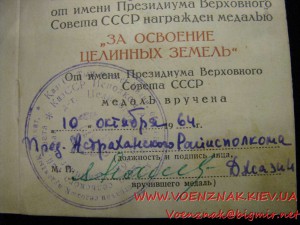 от имени Президиума Верховного
Совета СССР награжден медалью
„ЗА ОСВОЕНИЕ
ЦЕЛИННЫХ ЗЕМЕЛЬ"
От имени Президиума Верховного
Совета СССР
медаль вручена
10 октября 64 г.
Пред. Астраханского Райисполкома
(должность и подпись лица,
М. П.
вручившего медаль)
WWW.VOENZNAK.KIEV.UA
Voenznak@bigmir.net